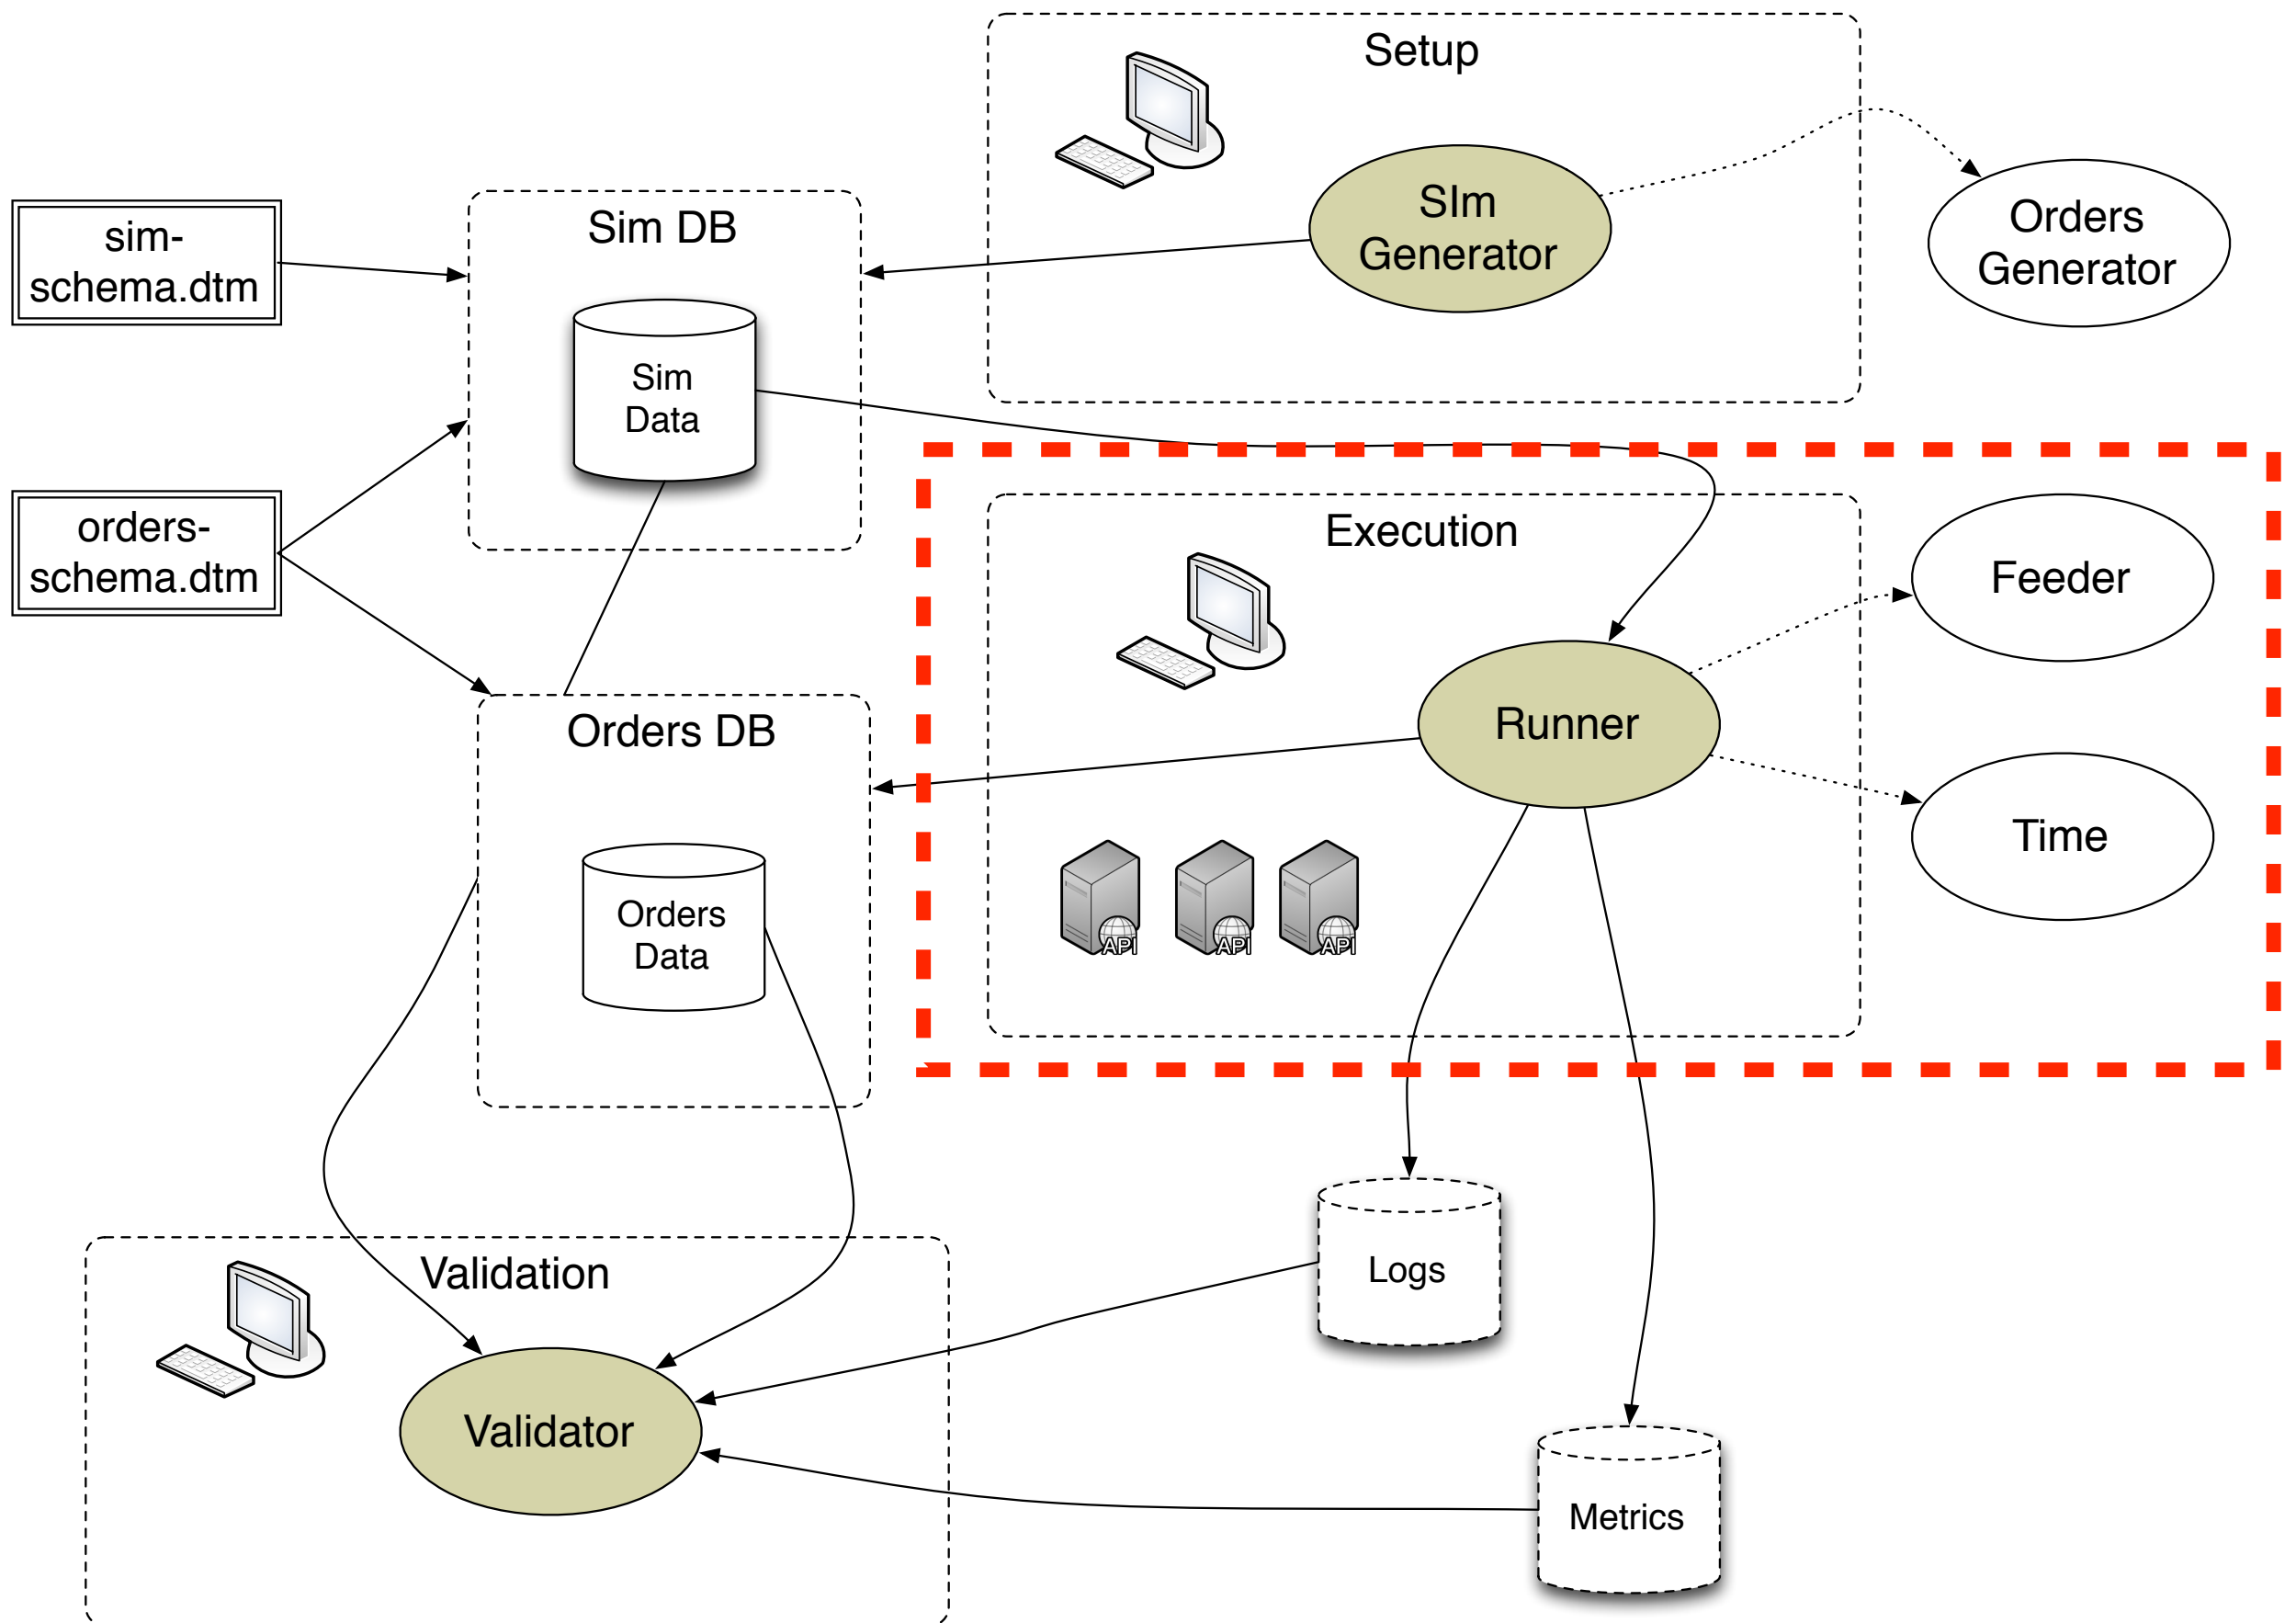 Setup
SIm
Generator
Orders
Generator
sim-
schema.dtm
Sim DB
Sim
Data
orders-
schema.dtm
Execution
Feeder
Runner
Time
Orders DB
Orders
Data
API
API
API
Validation
Logs
Validator
Metrics